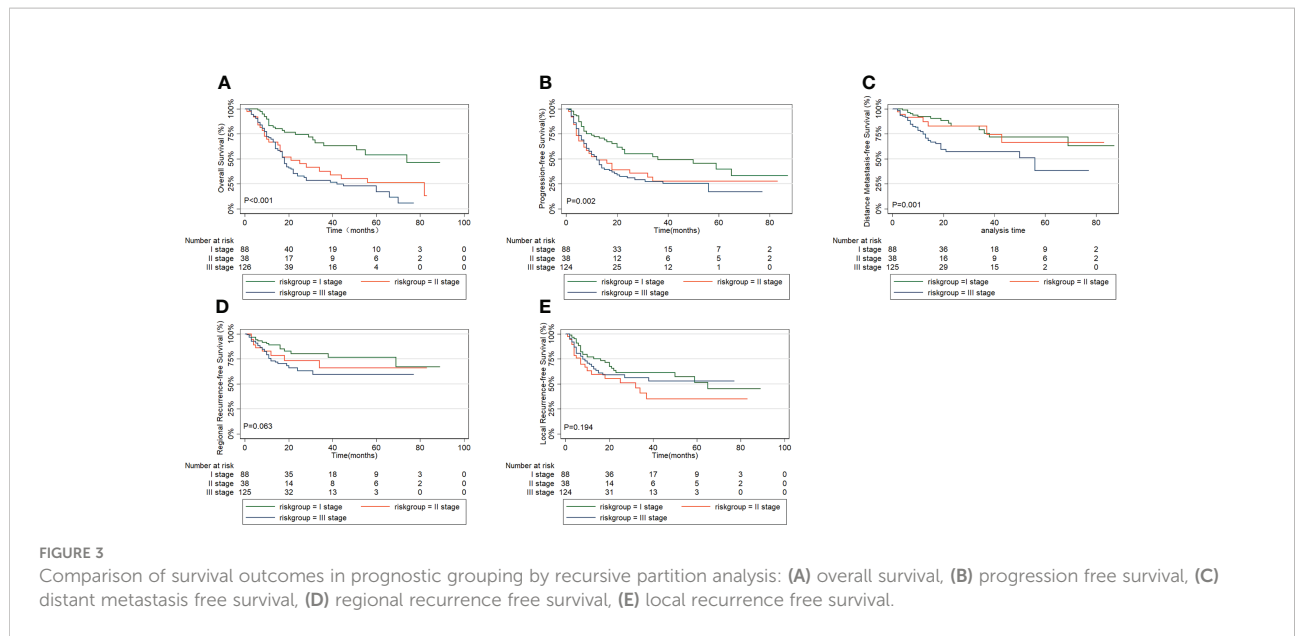 A
Overall Survival (%)
100%
75%
50%
25%
0%
P<0.001
0 20 40 60 80 100
Time (months)
Number at risk
I stage 88 40 19 10 3 0
II stage 38 17 9 6 2 0
III stage 126 39 16 4 0 0
riskgroup = I stage riskgroup = II stage
riskgroup = III stage
B
Progression-free Survival(%)
100%
75%
50%
25%
0%
P=0.002
0 20 40 60 80
Time(months)
Number at risk
I stage 88 33 15 7 2
II stage 38 12 6 5 2
III stage 124 25 12 1 0
riskgroup = I stage riskgroup = II stage
riskgroup = III stage
C
Distance Metastasis-free Survival (%)
100%
75%
50%
25%
0%
P=0.001
0 20 40 60 80
analysis time
Number at risk
I stage 88 36 18 9 2
II stage 38 16 9 6 2
III stage 125 29 15 2 0
riskgroup = I stage riskgroup = II stage
riskgroup = III stage
D
Regional Recurrence-free Survival (%)
100%
75%
50%
25%
0%
P=0.063
0 20 40 60 80 100
Time(months)
Number at risk
I stage 88 35 18 9 3 0
II stage 38 14 8 6 2 0
III stage 125 32 13 3 0 0
riskgroup = I stage riskgroup = II stage
riskgroup = III stage
E
Local Recurrence-free Survival (%)
100%
75%
50%
25%
0%
P=0.194
0 20 40 60 80 100
Time(months)
Number at risk
I stage 88 36 17 9 3 0
II stage 38 14 6 5 2 0
III stage 124 31 13 3 0 0
riskgroup = I stage riskgroup = II stage
riskgroup = III stage
FIGURE 3
Comparison of survival outcomes in prognostic grouping by recursive partition analysis: (A) overall survival, (B) progression free survival, (C)
distant metastasis free survival, (D) regional recurrence free survival, (E) local recurrence free survival.